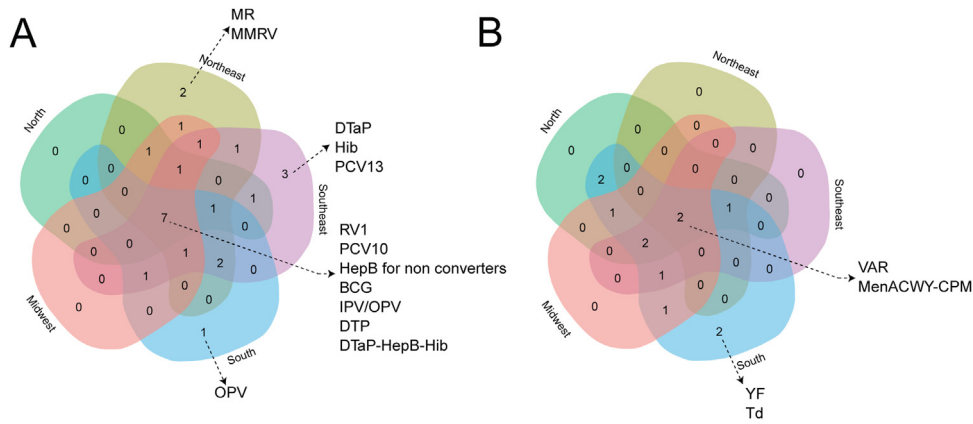 A
MR
MMRV
Northeast
North
2
0
0
1
DTaP
Hib
PCV13
1
1
1
3
0
0
1
0
0
1
Southeast
0
7
1
0
0
RV1
PCV10
HepB for non converters
BCG
IPV/OPV
DTP
DTaP-HepB-Hib
0
0
1
2
0
0
1
0
0
0
0
Midwest
1
South
OPV
B
Northeast
North
0
0
0
0
0
0
0
0
0
0
0
2
0
0
Southeast
1
2
1
0
0
2
0
0
0
0
0
1
0
0
VAR
MenACWY-CPM
0
1
Midwest
2
South
YF
Td